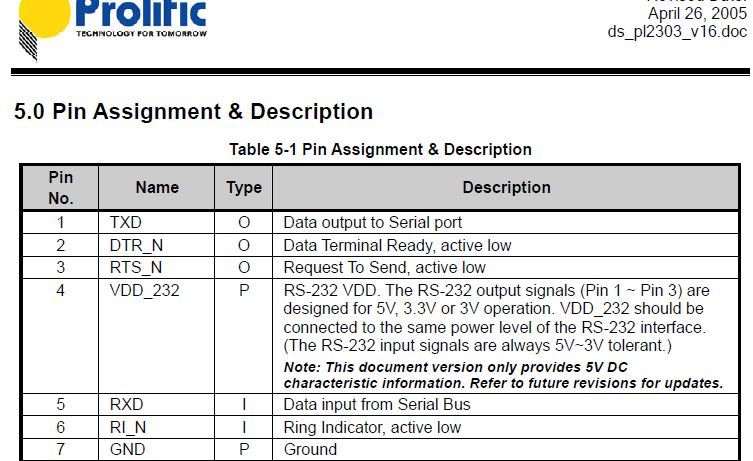 Prolific
TECHNOLOGY FOR TOMORROW
April 26, 2005
ds_pl2303_v16.doc
5.0 Pin Assignment & Description
Table 5-1 Pin Assignment & Description
Pin No. Name Type Description
1 TXD O Data output to Serial port
2 DTR_N O Data Terminal Ready, active low
3 RTS_N O Request To Send, active low
4 VDD_232 P RS-232 VDD. The RS-232 output signals (Pin 1 ~ Pin 3) are
designed for 5V, 3.3V or 3V operation. VDD_232 should be
connected to the same power level of the RS-232 interface.
(The RS-232 input signals are always 5V~3V tolerant.)
Note: This document version only provides 5V DC
characteristic information. Refer to future revisions for updates.
5 RXD I Data input from Serial Bus
6 RI_N I Ring Indicator, active low
7 GND P Ground